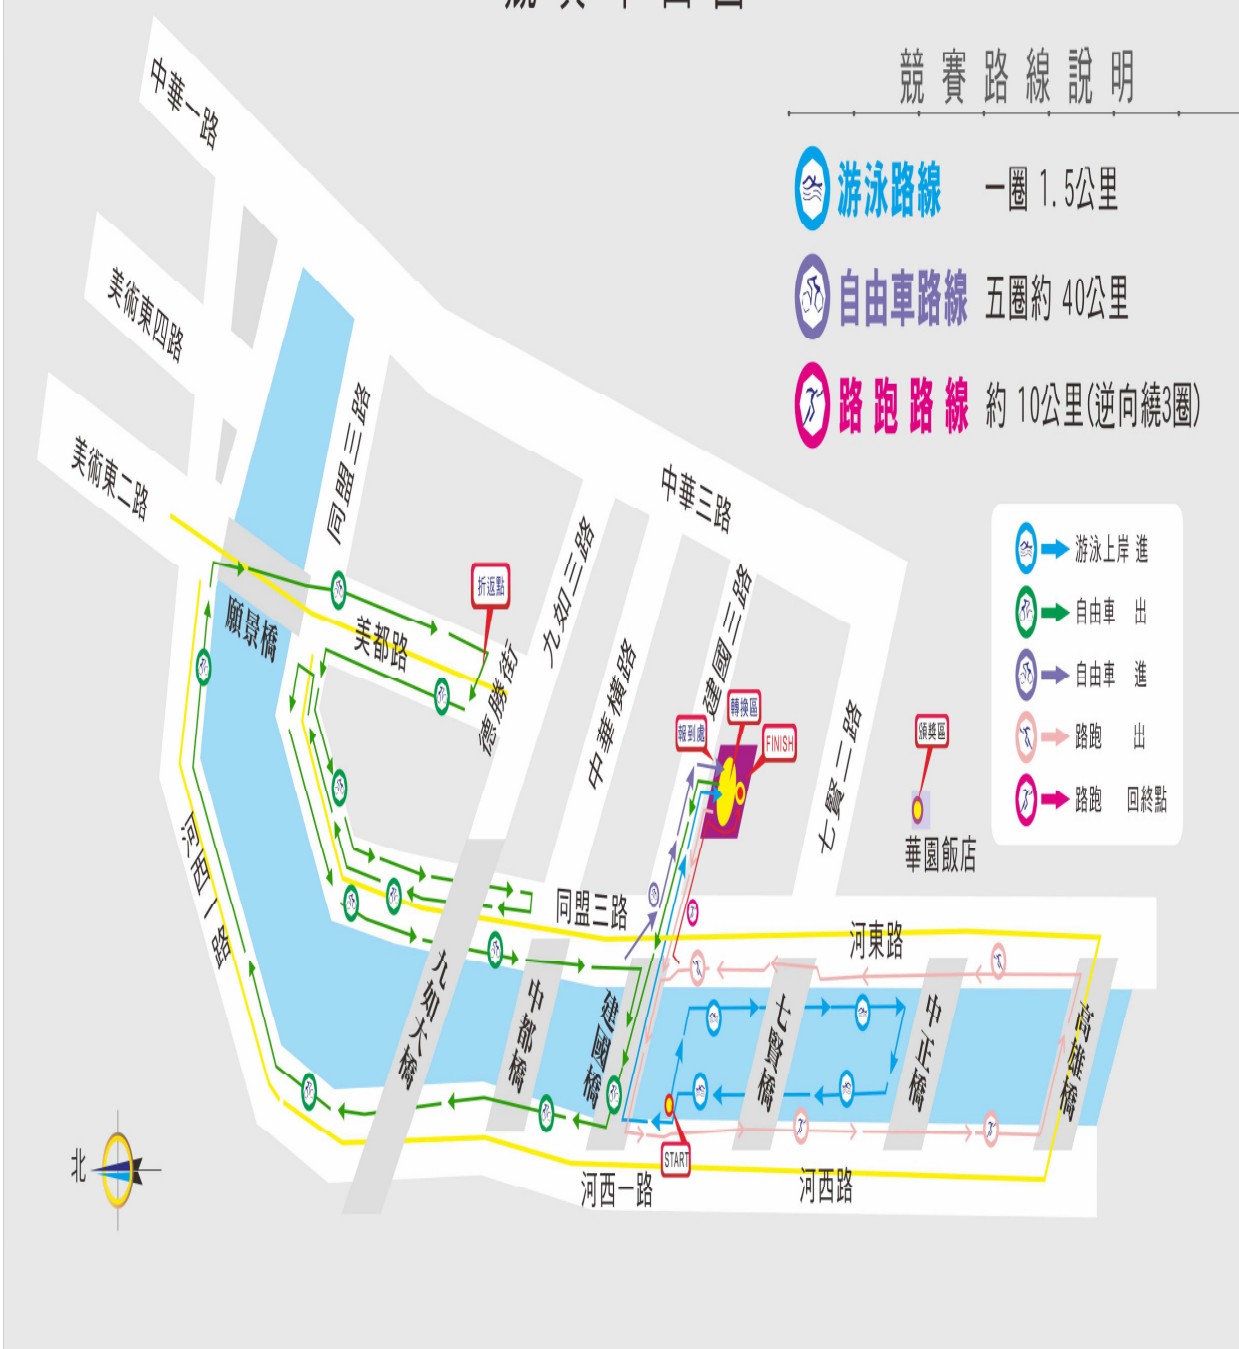 競賽路線說明
游泳路線 一圈 1.5公里
自由車路線 五圈約 40公里
路跑路線 約 10公里(逆向繞3圈)
游泳上岸 進
自由車 出
自由車 進
路跑 出
路跑 回終點
中華一路
美術東四路
美術東二路
同盟三路
中華三路
九如三路
中華橫路
建國三路
七賢二路
德勝街
美都路
願景橋
折返點
報到處
轉換區
FINISH
頒獎區
華園飯店
河西一路
同盟三路
河東路
九如大橋
中都橋
建國橋
七賢橋
中正橋
高雄橋
START
河西一路
河西路
北